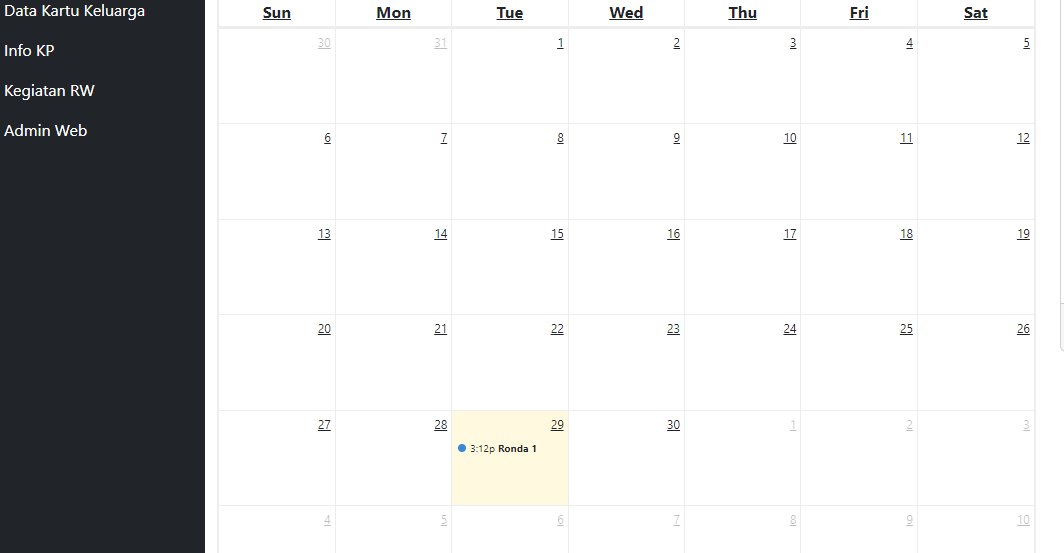 Data Kartu Keluarga
Info KP
Kegiatan RW
Admin Web
Sun Mon Tue Wed Thu Fri Sat
30 31 1 2 3 4 5
6 7 8 9 10 11 12
13 14 15 16 17 18 19
20 21 22 23 24 25 26
27 28 29 30 1 2 3
3:12p Ronda 1
4 5 6 7 8 9 10